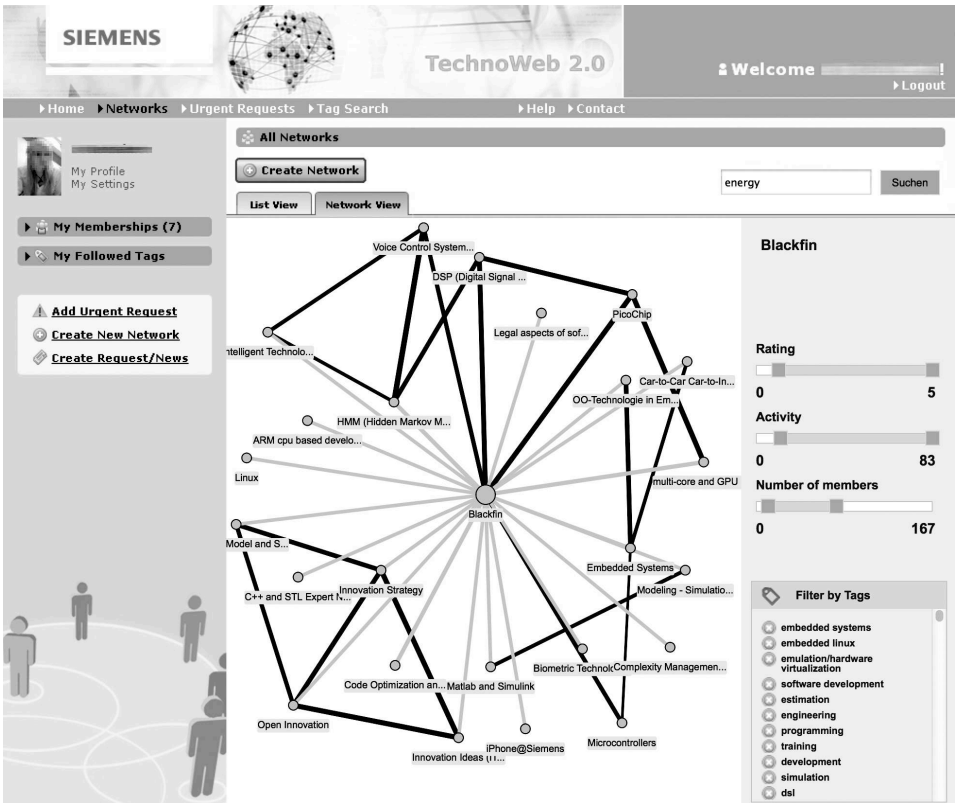 SIEMENS
TechnoWeb 2.0
Welcome !
Logout
Home Networks Urgent Requests Tag Search Help Contact
My Profile
My Settings
My Memberships (7)
My Followed Tags
Add Urgent Request
Create New Network
Create Request/News
All Networks
Create Network
energy Suchen
List View Network View
Voice Control System...
DSP (Digital Signal ...
PicoChip
Legal aspects of sof...
ntelligent Technolo...
Car-to-Car Car-to-In...
OO-Technologie in Em...
HMM (Hidden Markov M...
ARM cpu based develo...
Linux
multi-core and GPU
Blackfin
Model and S...
Embedded Systems
C++ and STL Expert N...
Innovation Strategy
Modeling - Simulatio...
Biometric Technolo
Complexity Managemen...
Code Optimization an...
Matlab and Simulink
Open Innovation
Microcontrollers
iPhone@Siemens
Innovation Ideas (IT...
Blackfin
Rating
0 5
Activity
0 83
Number of members
0 167
Filter by Tags
embedded systems
embedded linux
emulation/hardware
virtualization
software development
estimation
engineering
programming
training
development
simulation
dsl